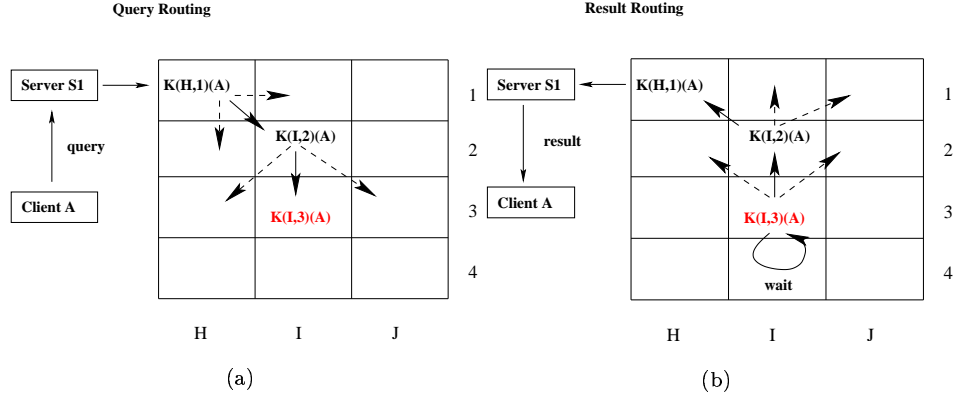 Query Routing
Server S1
query
Client A
K(H,1)(A)
K(I,2)(A)
K(I,3)(A)
1
2
3
4
H I J
(a)
Result Routing
Server S1
result
Client A
K(H,1)(A)
K(I,2)(A)
K(I,3)(A)
wait
1
2
3
4
H I J
(b)